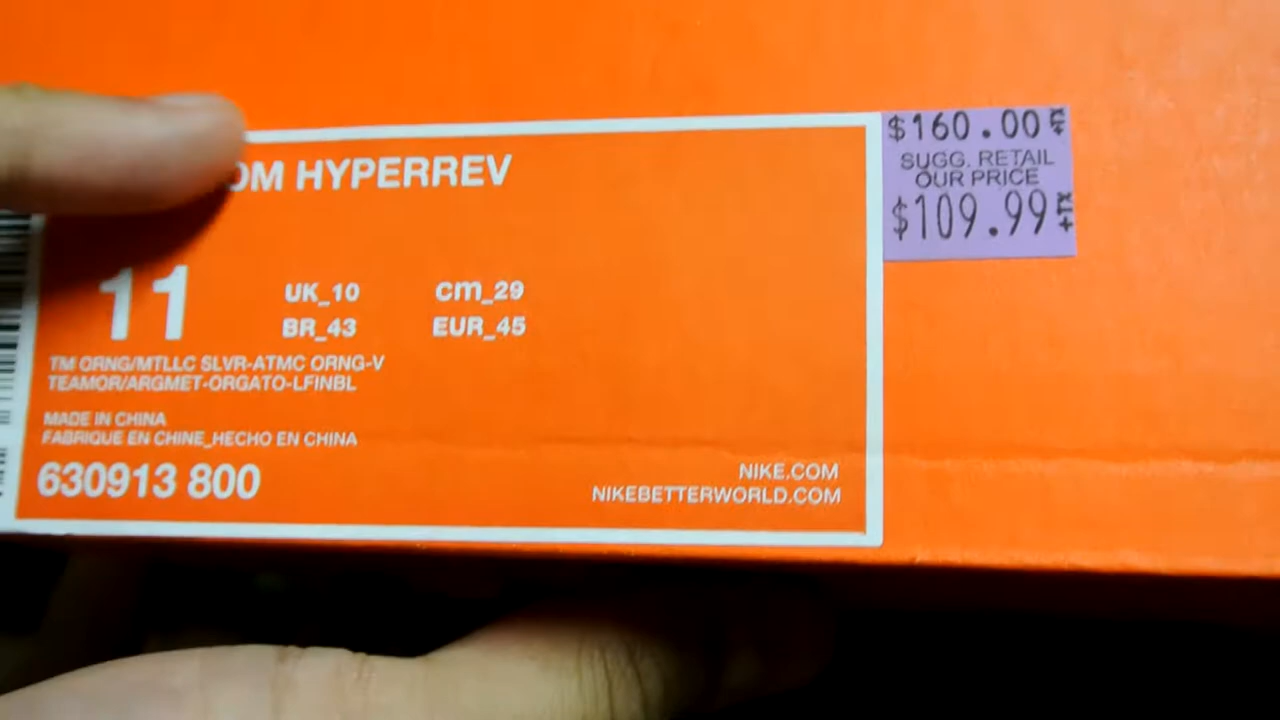 HYPERREV
11
UK_10
cm_29
BR_43
EUR_45
TM ORNG/MTLLC SLVR-ATMC ORNG-V
TEAMOR/ARGMET-ORGATO-LFINBL
MADE IN CHINA
FABRIQUE EN CHINE_HECHO EN CHINA
630913 800
NIKE.COM
NIKEBETTERWORLD.COM
$160.00 +TX
SUGG. RETAIL
OUR PRICE
$109.99 +TX